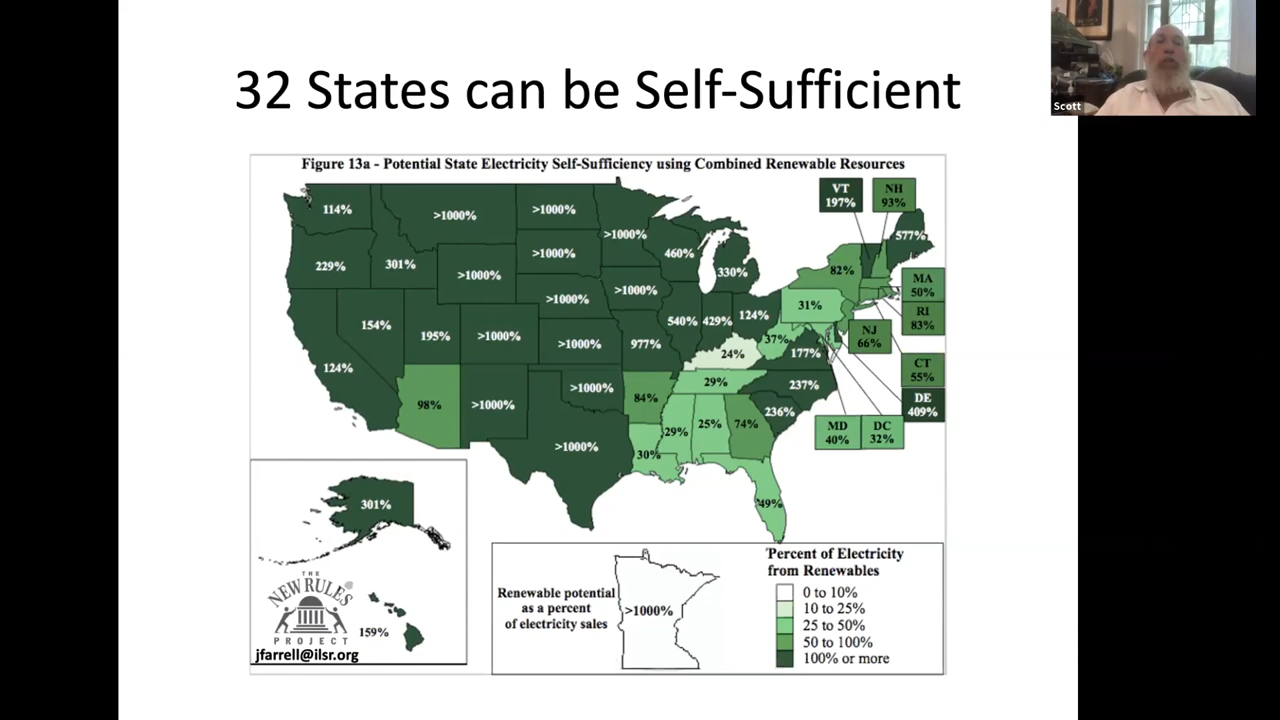 32 States can be Self-Sufficient
Scott
Figure 13a - Potential State Electricity Self-Sufficiency using Combined Renewable Resources
VT
197%
NH
93%
114%
>1000%
>1000%
>1000%
577%
229%
301%
>1000%
>1000%
460%
330%
82%
MA
50%
>1000%
>1000%
31%
RI
83%
154%
195%
>1000%
>1000%
977%
540%
429%
124%
NJ
66%
37%
177%
24%
124%
CT
55%
98%
>1000%
>1000%
84%
29%
237%
DE
409%
236%
29%
25%
74%
MD
40%
DC
32%
>1000%
30%
49%
301%
THE
NEW RULES
PROJECT
159%
jfarrell@ilsr.org
Renewable potential
as a percent
of electricity sales
>1000%
Percent of Electricity
from Renewables
0 to 10%
10 to 25%
25 to 50%
50 to 100%
100% or more